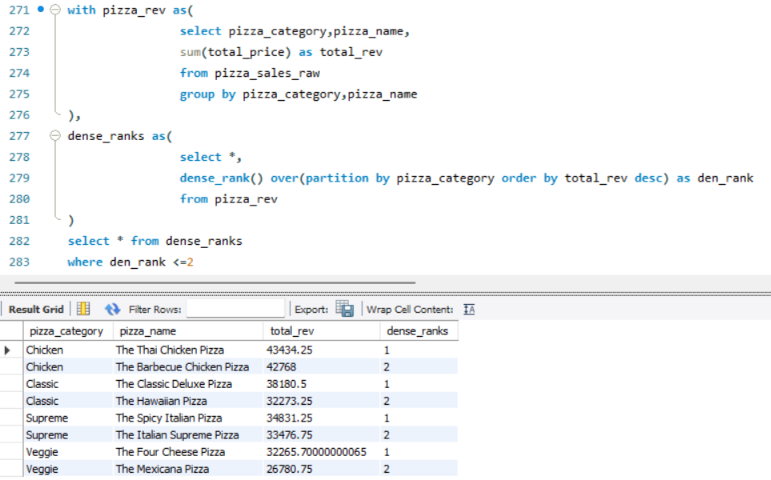 271 with pizza_rev as(
272 select pizza_category,pizza_name,
273 sum(total_price) as total_rev
274 from pizza_sales_raw
275 group by pizza_category,pizza_name
276 ),
277 dense_ranks as(
278 select *,
279 dense_rank() over(partition by pizza_category order by total_rev desc) as den_rank
280 from pizza_rev
281 )
282 select * from dense_ranks
283 where den_rank <=2
Result Grid Filter Rows: Export: Wrap Cell Content: IA
pizza_category pizza_name total_rev dense_ranks
Chicken The Thai Chicken Pizza 43434.25 1
Chicken The Barbecue Chicken Pizza 42768 2
Classic The Classic Deluxe Pizza 38180.5 1
Classic The Hawaiian Pizza 32273.25 2
Supreme The Spicy Italian Pizza 34831.25 1
Supreme The Italian Supreme Pizza 33476.75 2
Veggie The Four Cheese Pizza 32265.70000000065 1
Veggie The Mexicana Pizza 26780.75 2